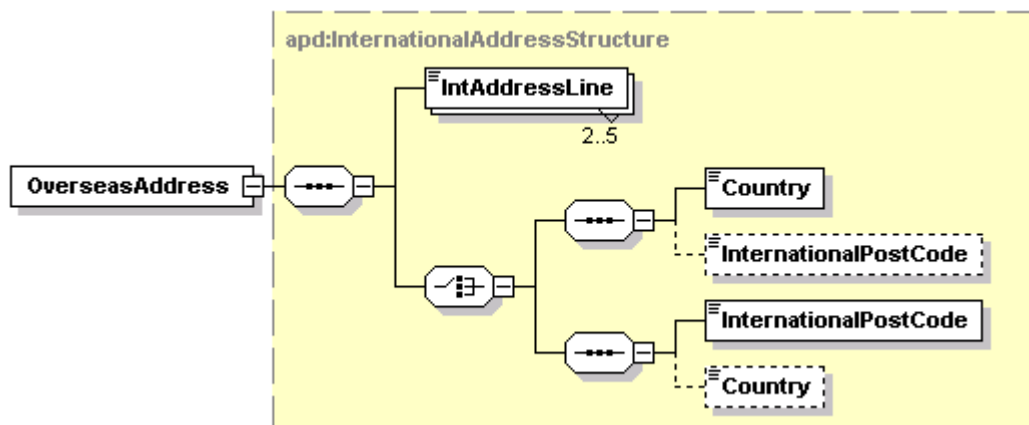 apd:InternationalAddressStructure
IntAddressLine
2..5
OverseasAddress
Country
InternationalPostCode
InternationalPostCode
Country